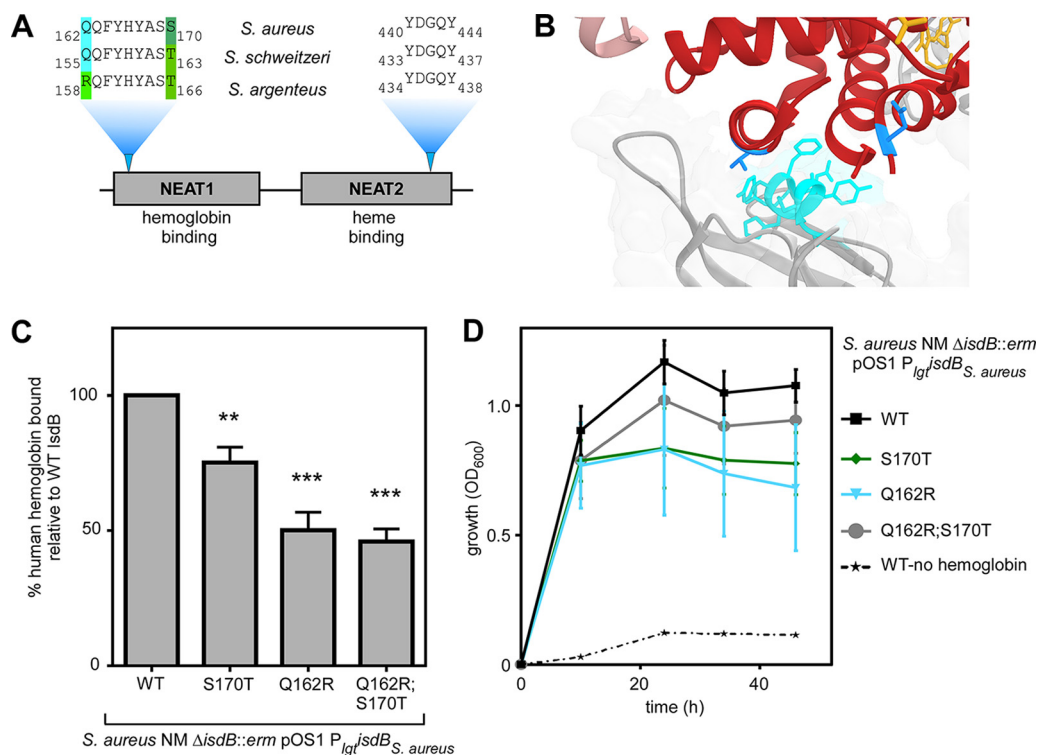 A
162 QQFYHYASS 170 S. aureus 440 YDGQY 444
155 QQFYHYAST 163 S. schweitzeri 433 YDGQY 437
158 RQFYHYAST 166 S. argenteus 434 YDGQY 438
NEAT1
NEAT2
hemoglobin
binding
heme
binding
B
C
% human hemoglobin bound
relative to WT IsdB
100
50
0
**
***
***
WT
S170T
Q162R
Q162R;
S170T
S. aureus NM ΔisdB::erm pOS1 PlgtisdBS. aureus
D
growth (OD600)
1.0
0.5
0
0
20
40
time (h)
S. aureus NM ΔisdB::erm
pOS1 PlgtisdBS. aureus
WT
S170T
Q162R
Q162R;S170T
WT-no hemoglobin